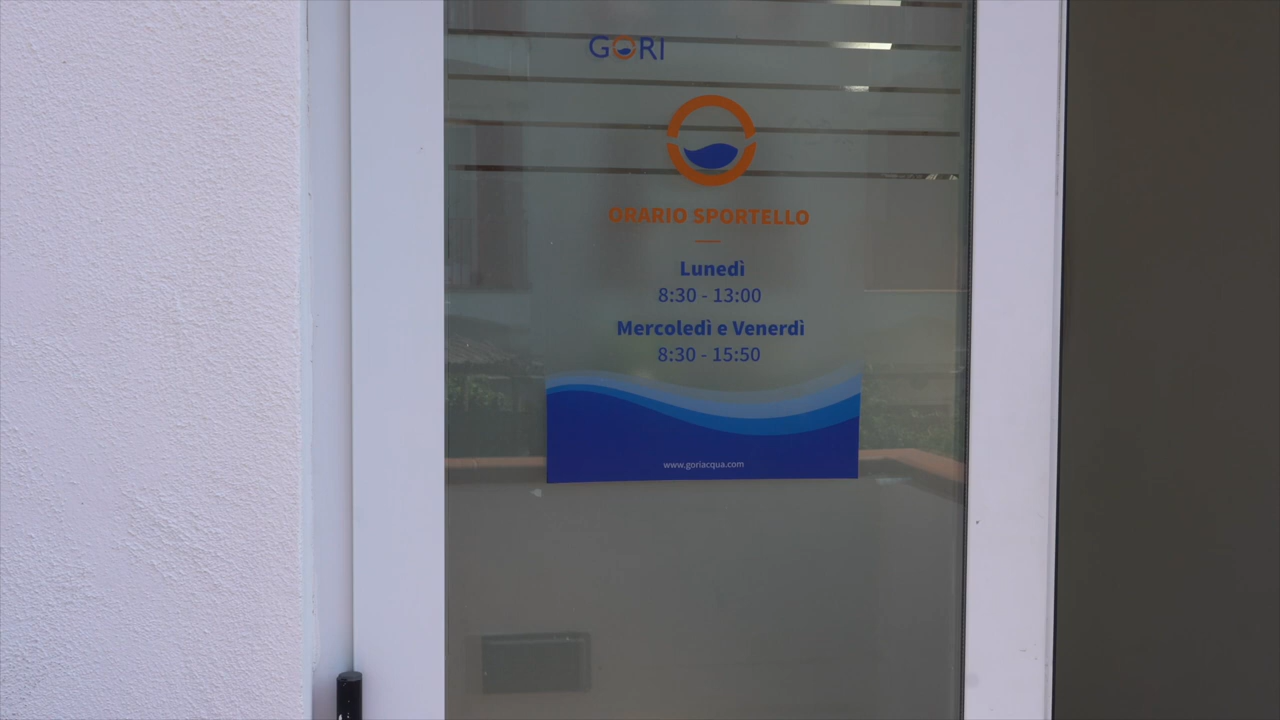 GORI
ORARIO SPORTELLO
Lunedì
8:30 - 13:00
Mercoledì e Venerdì
8:30 - 15:50
www.goriacqua.com